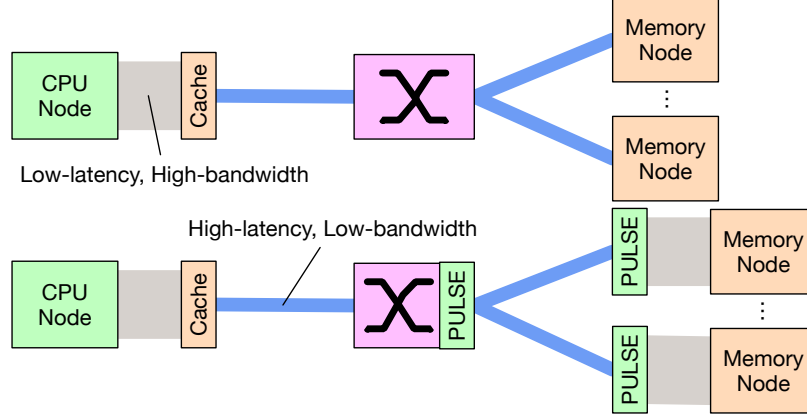 CPU
Node
Cache
Memory
Node
...
Memory
Node
Low-latency, High-bandwidth
High-latency, Low-bandwidth
CPU
Node
Cache
PULSE
PULSE
Memory
Node
...
PULSE
Memory
Node